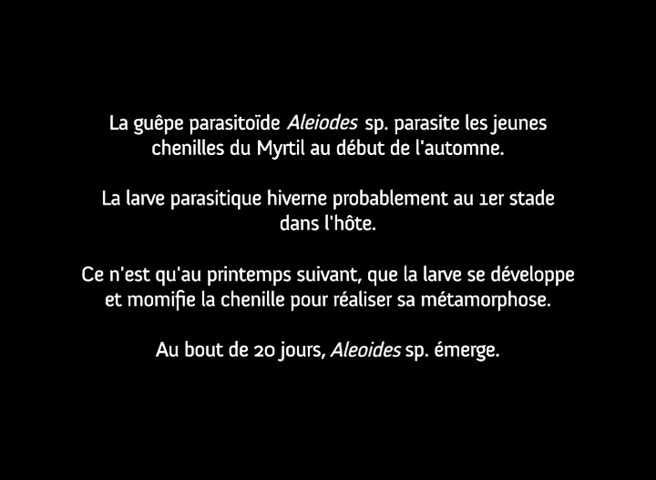 La guêpe parasitoïde Aleiodes sp. parasite les jeunes
chenilles du Myrtil au début de l'automne.
La larve parasitique hiverne probablement au 1er stade
dans l'hôte.
Ce n'est qu'au printemps suivant, que la larve se développe
et momifie la chenille pour réaliser sa métamorphose.
Au bout de 20 jours, Aleoides sp. émerge.